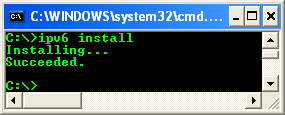 C:\WINDOWS\system32\cmd....
C:\>ipv6 install
Installing...
Succeeded.
C:\>